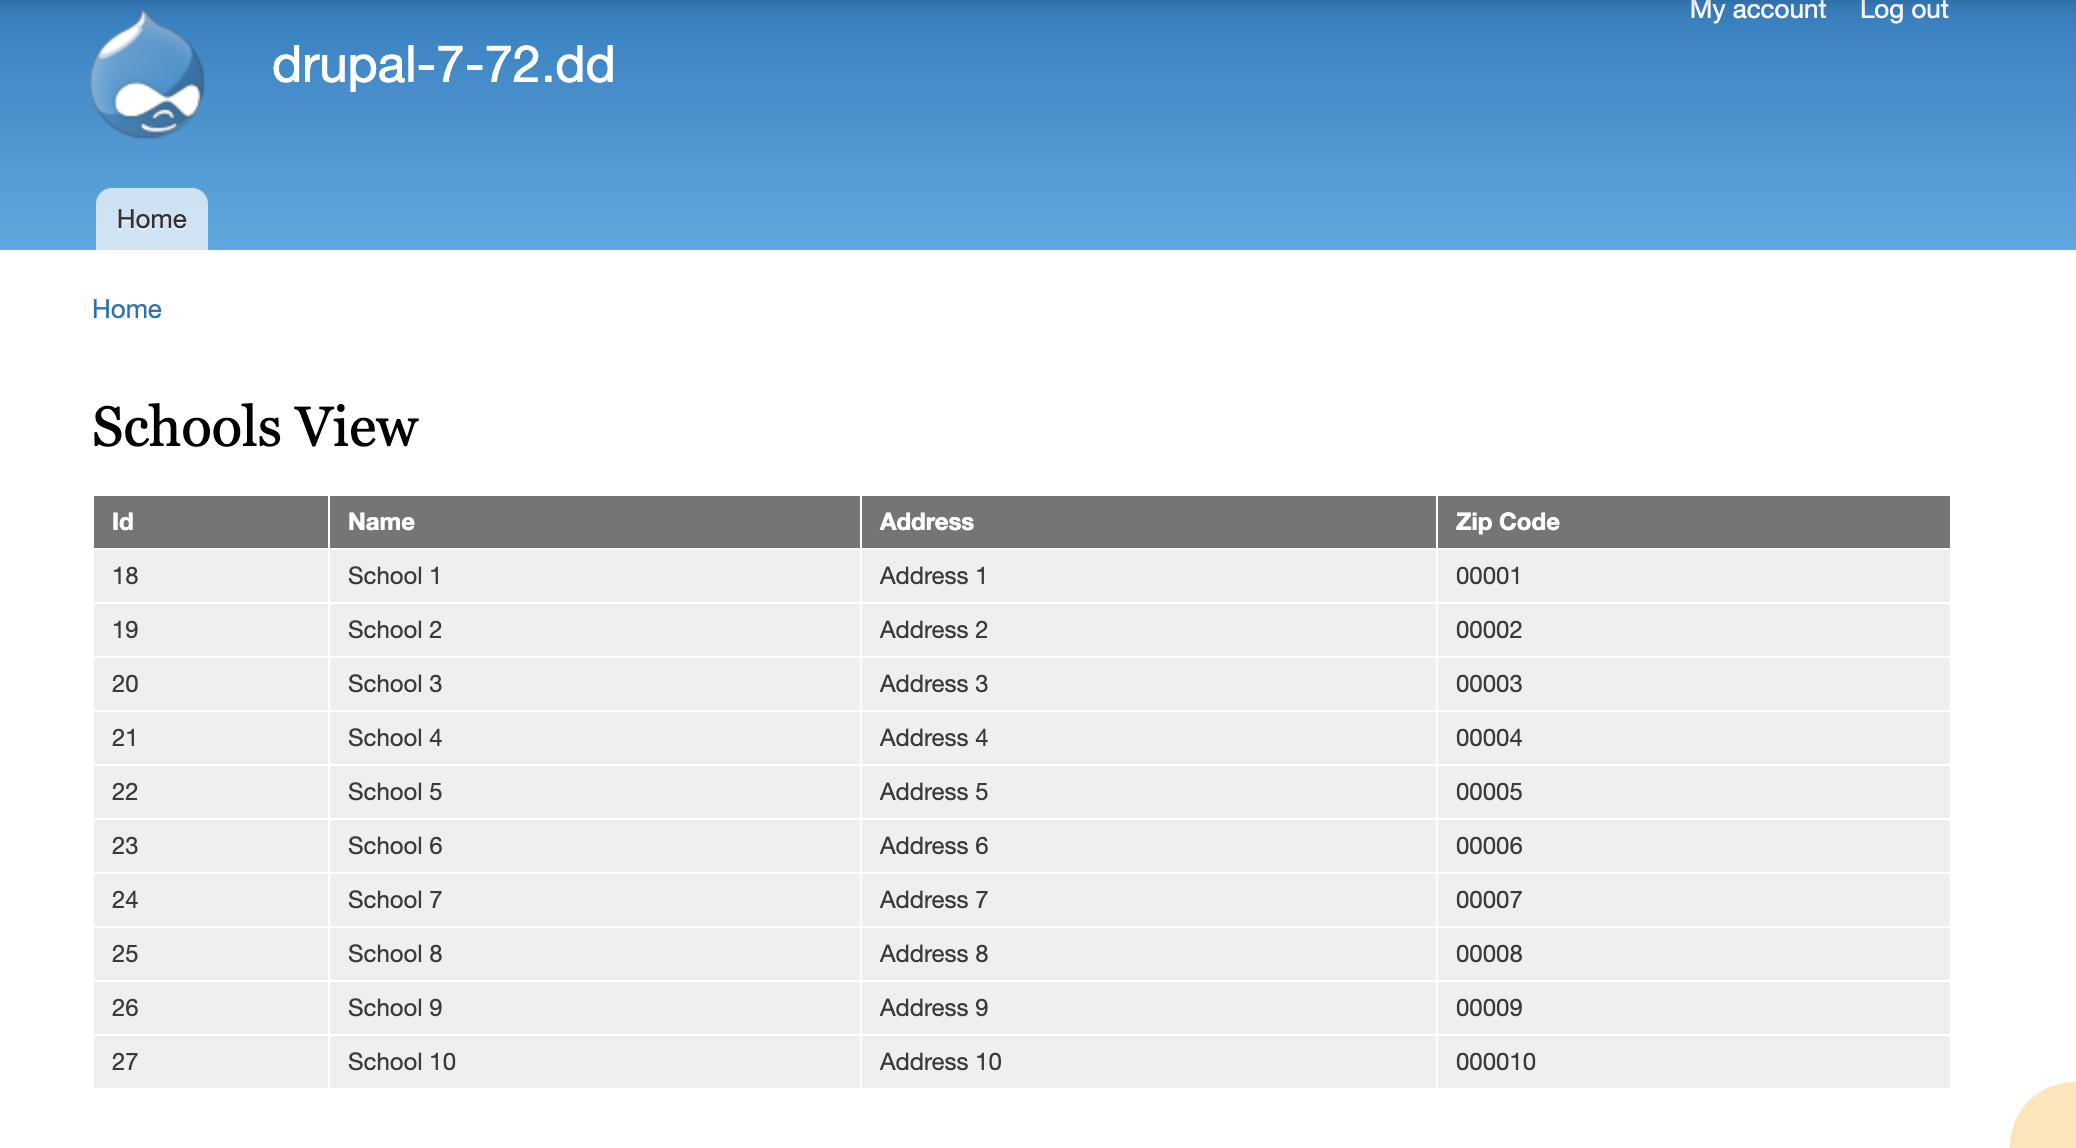 My account Log out
drupal-7-72.dd
Home
Home
Schools View
Id Name Address Zip Code
18 School 1 Address 1 00001
19 School 2 Address 2 00002
20 School 3 Address 3 00003
21 School 4 Address 4 00004
22 School 5 Address 5 00005
23 School 6 Address 6 00006
24 School 7 Address 7 00007
25 School 8 Address 8 00008
26 School 9 Address 9 00009
27 School 10 Address 10 000010